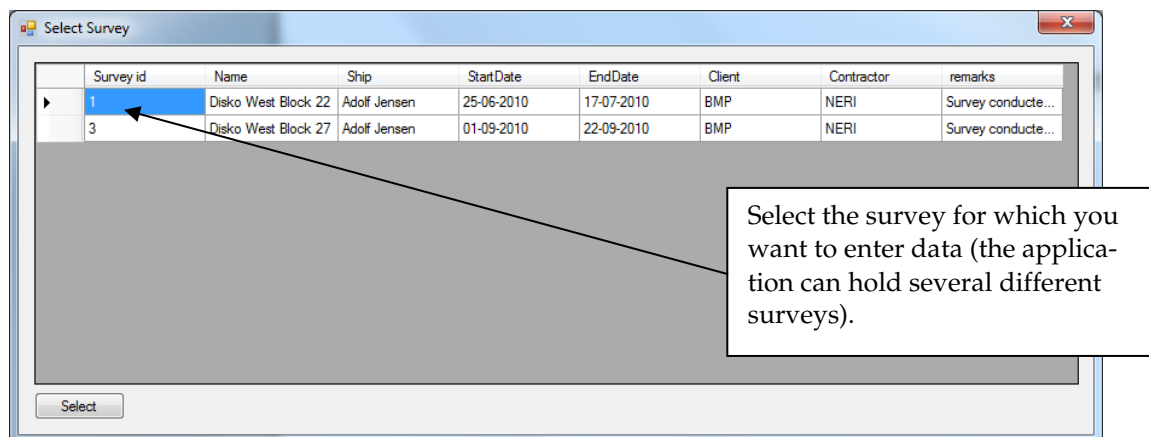 Select Survey
Survey id Name Ship StartDate EndDate Client Contractor remarks
1 Disko West Block 22 Adolf Jensen 25-06-2010 17-07-2010 BMP NERI Survey conducte...
3 Disko West Block 27 Adolf Jensen 01-09-2010 22-09-2010 BMP NERI Survey conducte...
Select the survey for which you
want to enter data (the applica-
tion can hold several different
surveys).
Select